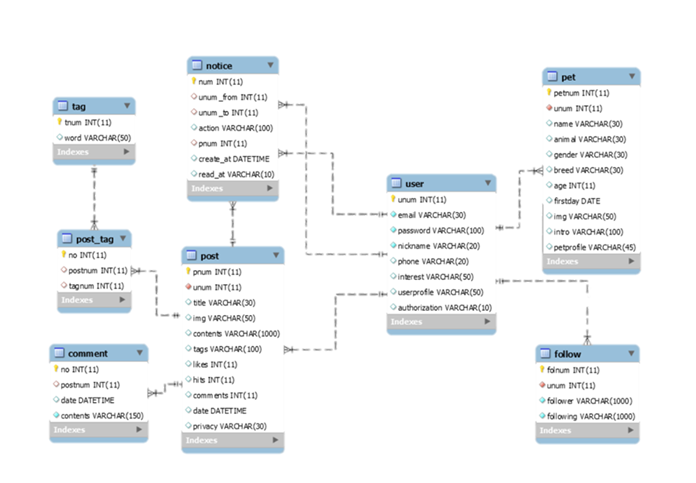 tag
tnum INT(11)
word VARCHAR(50)
Indexes
notice
num INT(11)
unum_from INT(11)
unum_to INT(11)
action VARCHAR(100)
pnum INT(11)
create_at DATETIME
read_at VARCHAR(10)
Indexes
pet
petnum INT(11)
unum INT(11)
name VARCHAR(30)
animal VARCHAR(30)
gender VARCHAR(30)
breed VARCHAR(30)
age INT(11)
firstday DATE
img VARCHAR(50)
intro VARCHAR(100)
petprofile VARCHAR(45)
Indexes
user
unum INT(11)
email VARCHAR(30)
password VARCHAR(100)
nickname VARCHAR(20)
phone VARCHAR(20)
interest VARCHAR(50)
userprofile VARCHAR(50)
authorization VARCHAR(10)
Indexes
post_tag
no INT(11)
postnum INT(11)
tagnum INT(11)
Indexes
post
pnum INT(11)
unum INT(11)
title VARCHAR(30)
img VARCHAR(50)
contents VARCHAR(1000)
tags VARCHAR(100)
likes INT(11)
hits INT(11)
comments INT(11)
date DATETIME
privacy VARCHAR(30)
Indexes
comment
no INT(11)
postnum INT(11)
date DATETIME
contents VARCHAR(150)
Indexes
follow
folnum INT(11)
unum INT(11)
follower VARCHAR(1000)
following VARCHAR(1000)
Indexes